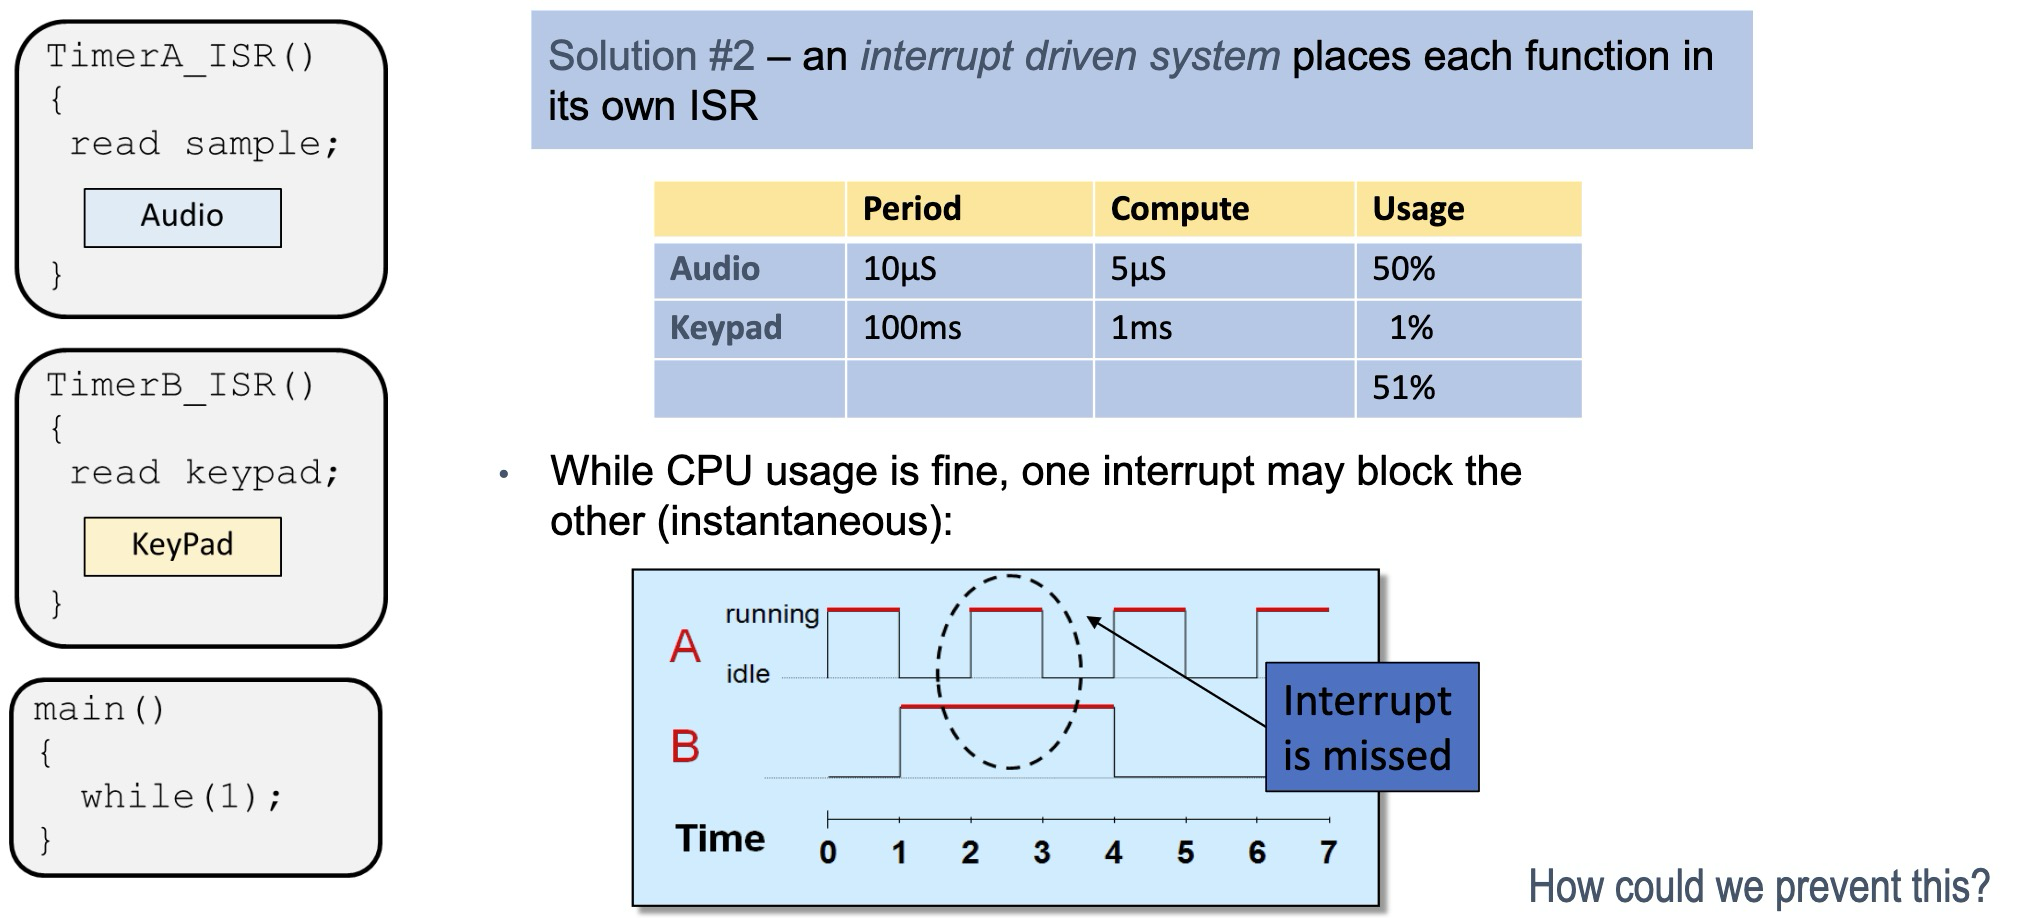 TimerA_ISR()
{
read sample;
Audio
}
TimerB_ISR()
{
read keypad;
KeyPad
}
main()
{
while(1);
}
Solution #2 – an interrupt driven system places each function in
its own ISR
Period Compute Usage
Audio 10µS 5µS 50%
Keypad 100ms 1ms 1%
51%
• While CPU usage is fine, one interrupt may block the
other (instantaneous):
running
A
idle
B
Interrupt
is missed
Time 0 1 2 3 4 5 6 7
How could we prevent this?